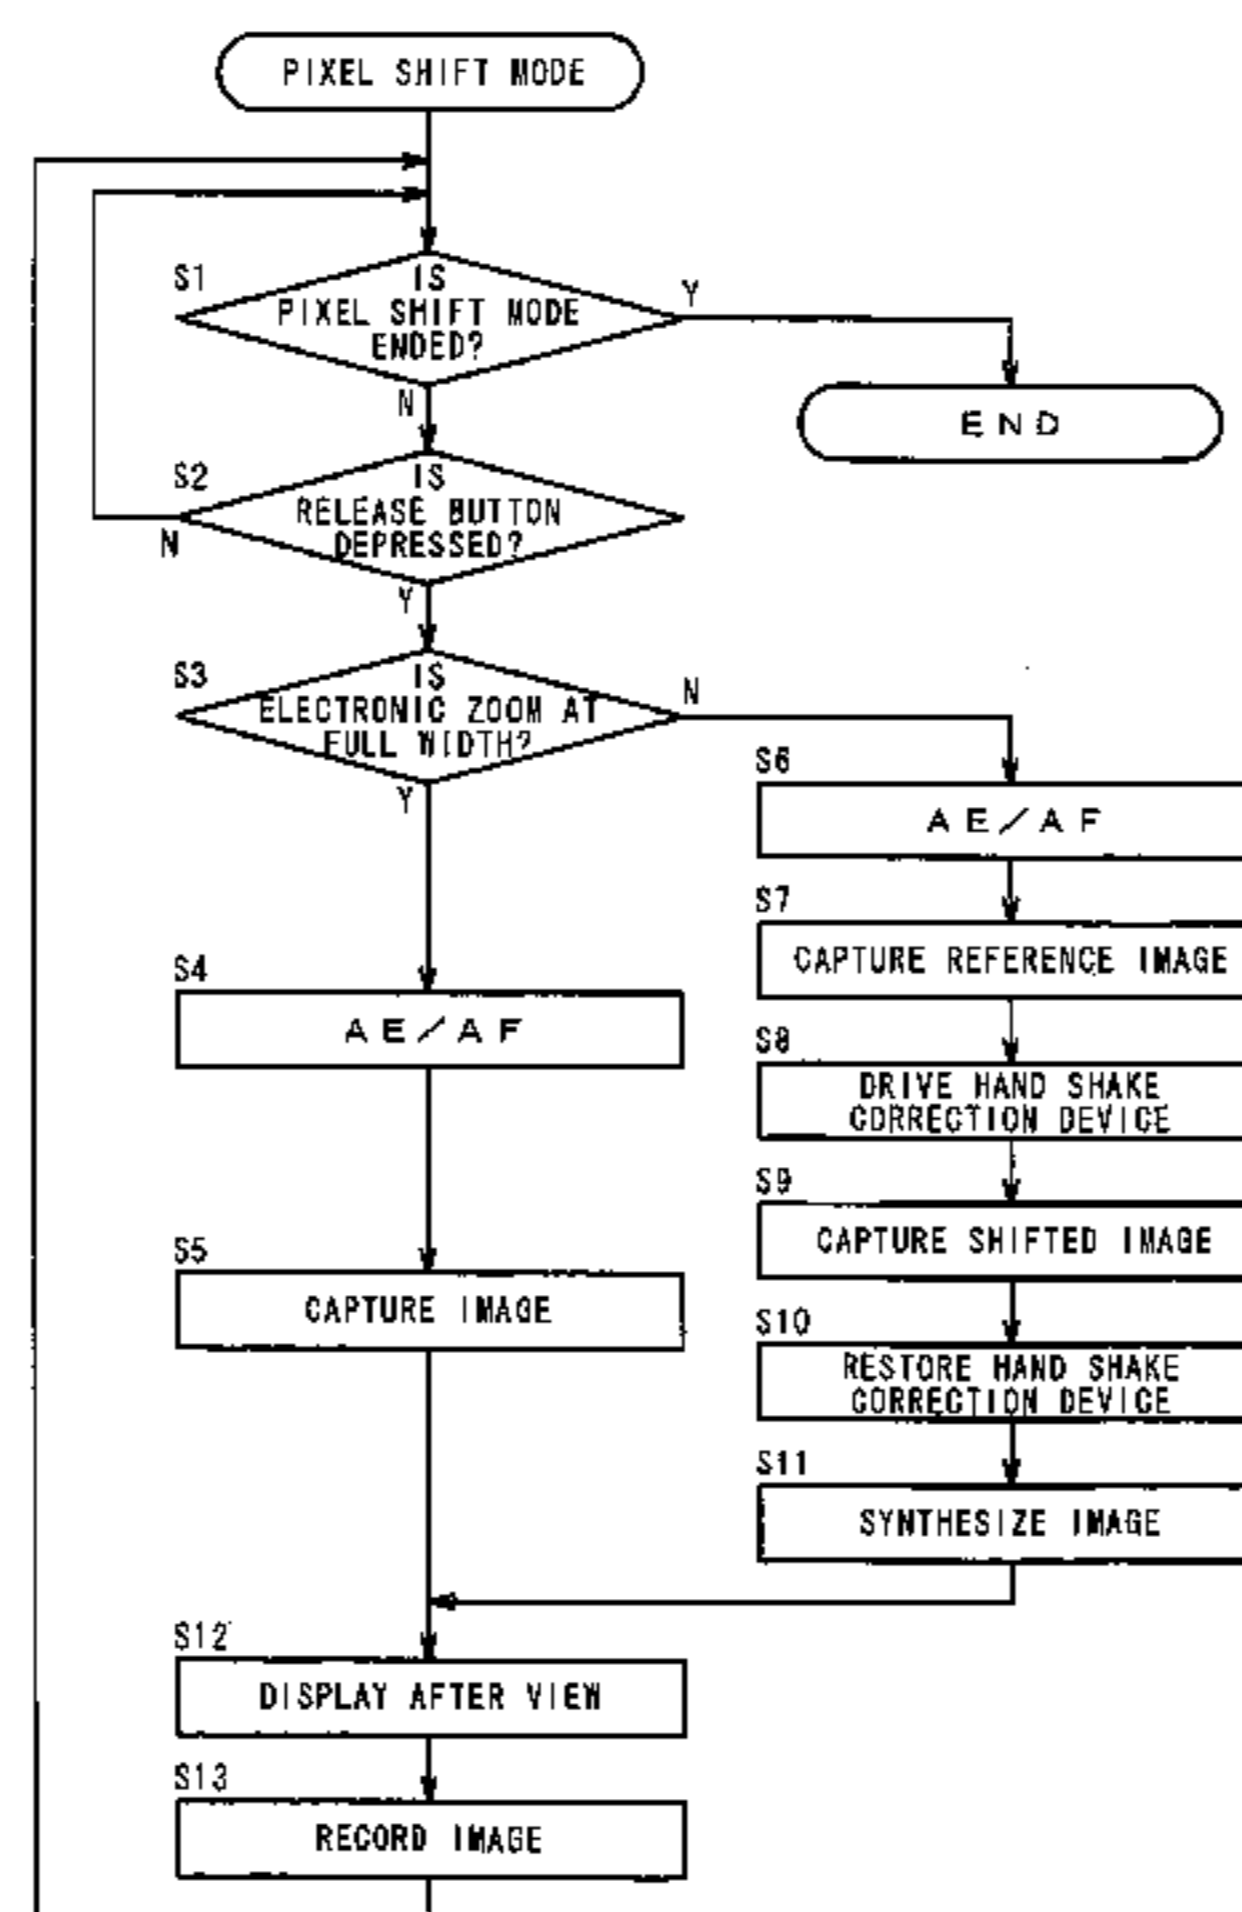 PIXEL SHIFT MODE
S1
IS
PIXEL SHIFT MODE
ENDED?
Y
N
END
S2
IS
RELEASE BUTTON
DEPRESSED?
N
Y
S3
IS
ELECTRONIC ZOOM AT
FULL WIDTH?
N
Y
S6
AE/AF
S7
CAPTURE REFERENCE IMAGE
S4
AE/AF
S8
DRIVE HAND SHAKE
CORRECTION DEVICE
S9
CAPTURE SHIFTED IMAGE
S5
CAPTURE IMAGE
S10
RESTORE HAND SHAKE
CORRECTION DEVICE
S11
SYNTHESIZE IMAGE
S12
DISPLAY AFTER VIEW
S13
RECORD IMAGE